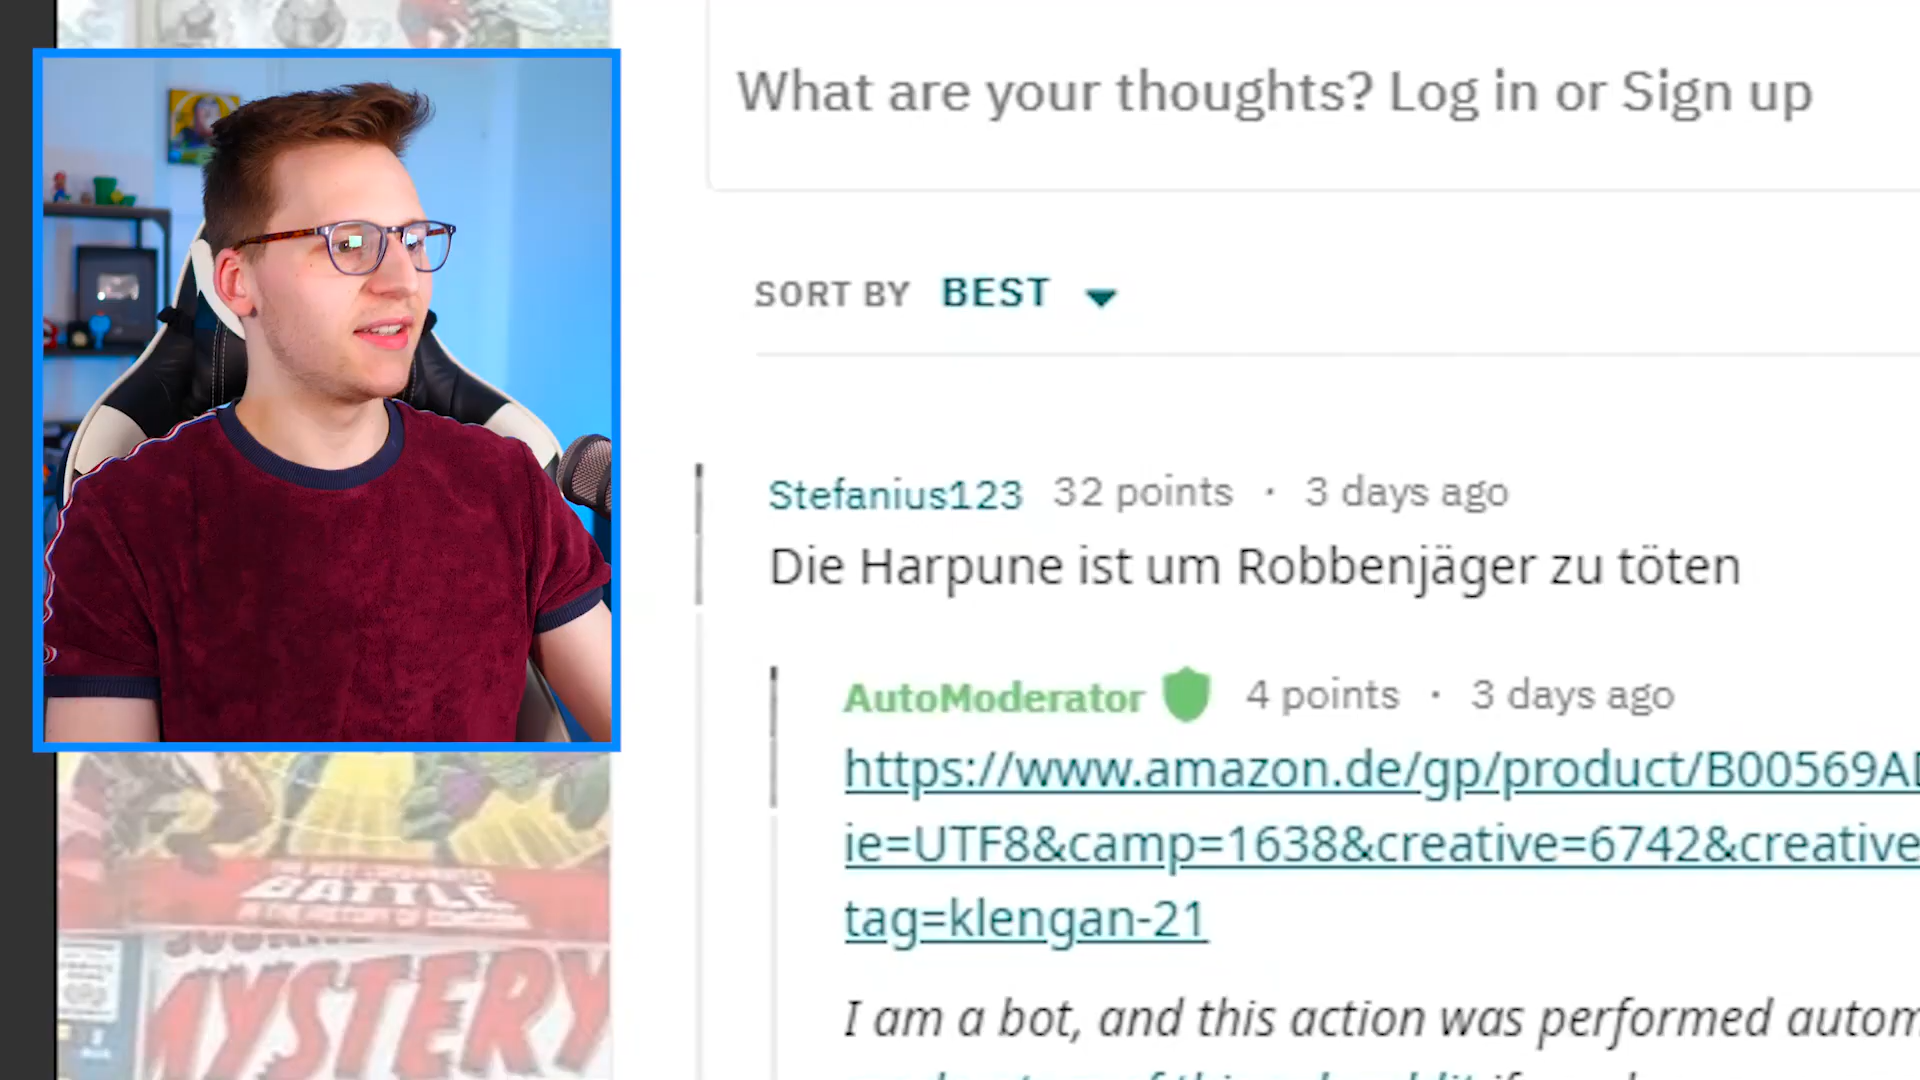 What are your thoughts? Log in or Sign up
SORT BY BEST
Stefanius123 32 points · 3 days ago
Die Harpune ist um Robbenjäger zu töten
AutoModerator 4 points · 3 days ago
https://www.amazon.de/gp/product/B00569A
ie=UTF8&camp=1638&creative=6742&creative
tag=klengan-21
I am a bot, and this action was performed autom
BATTLE
MYSTERY